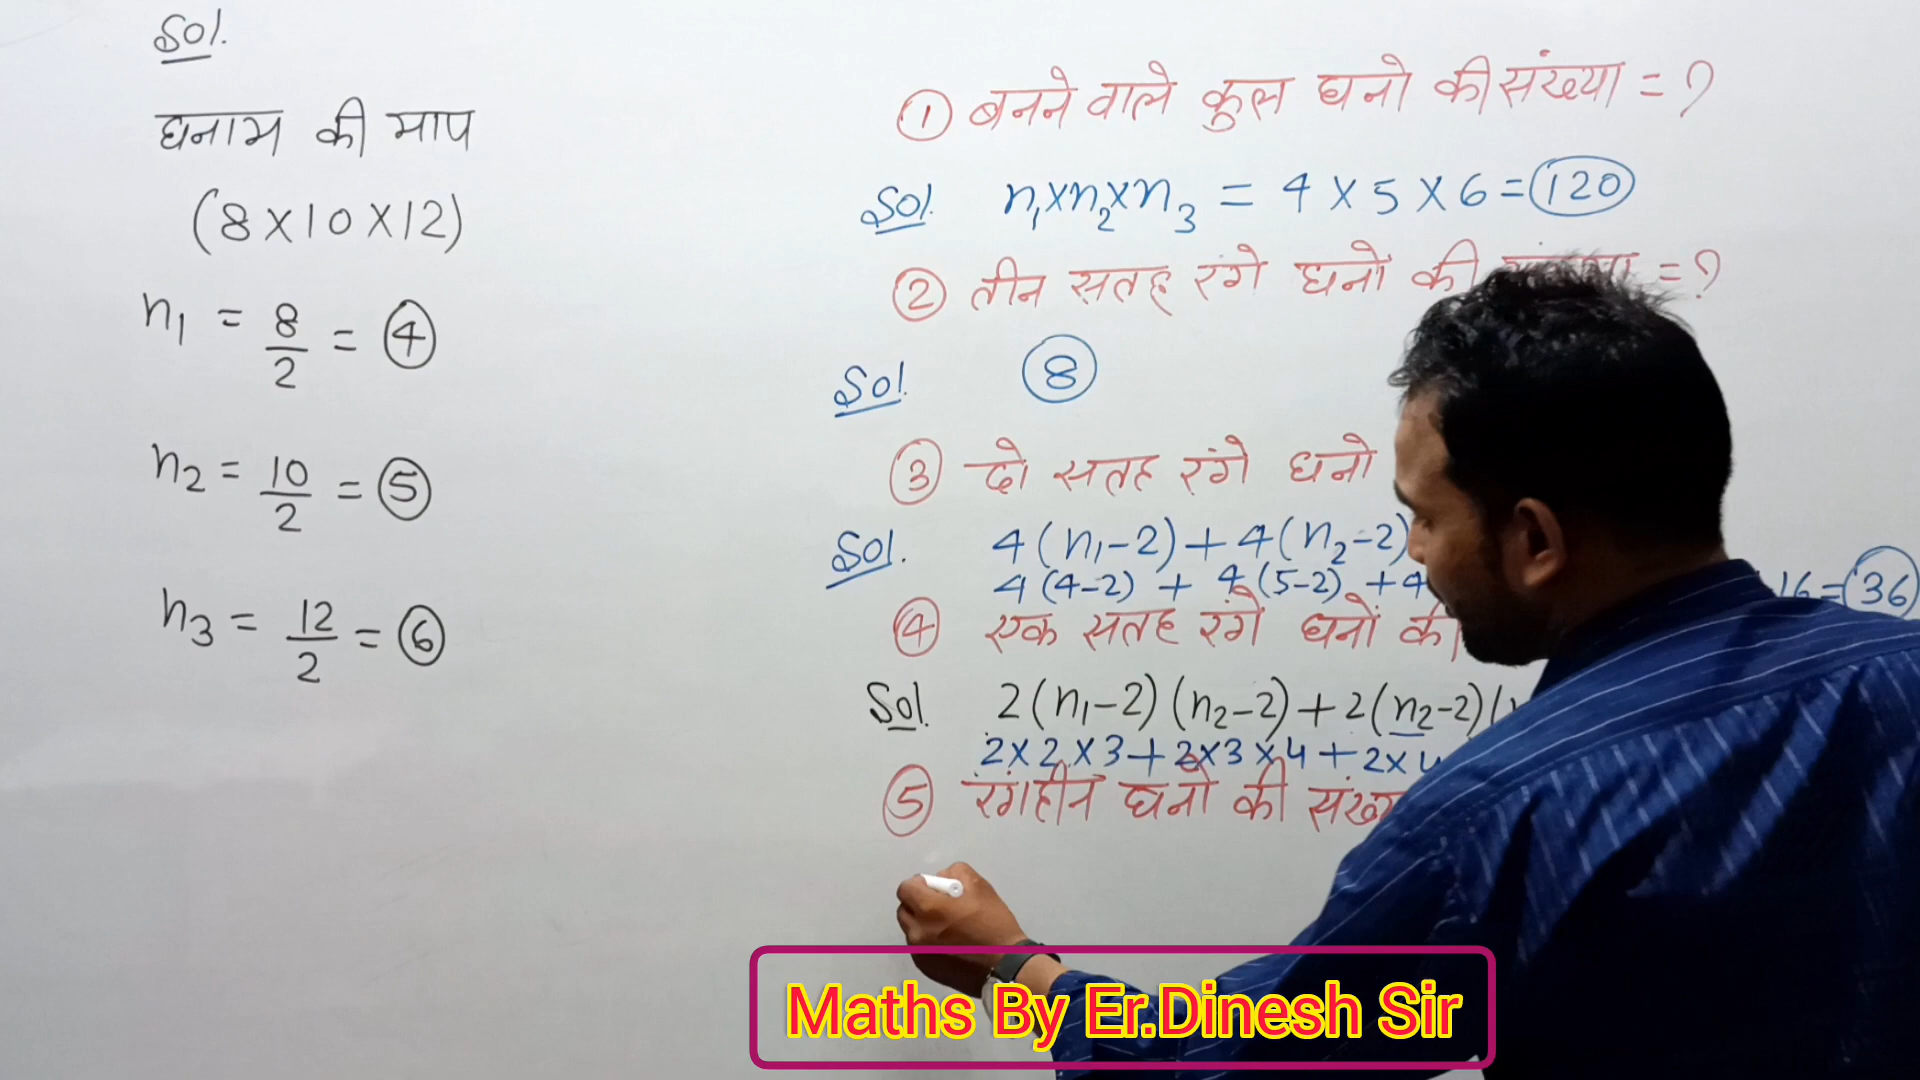 Sol.
घनाभ की माप
(8×10×12)
n₁ = 8/2 = 4
n₂ = 10/2 = 5
n₃ = 12/2 = 6
① बनने वाले कुल घनो की संख्या = ?
Sol. n₁×n₂×n₃ = 4 × 5 × 6 = 120
② तीन सतह रंगे घनों की = ?
Sol. 8
③ दो सतह रंगे घनो
Sol. 4(n₁-2)+4(n₂-2)
4(4-2) + 4(5-2) +4 16=36
④ एक सतह रंगे घनों की
Sol. 2(n₁-2)(n₂-2)+2(n₂-2)(
2×2×3+2×3×4+2×4
⑤ रंगहीन घनो की संख्या
Maths By Er.Dinesh Sir